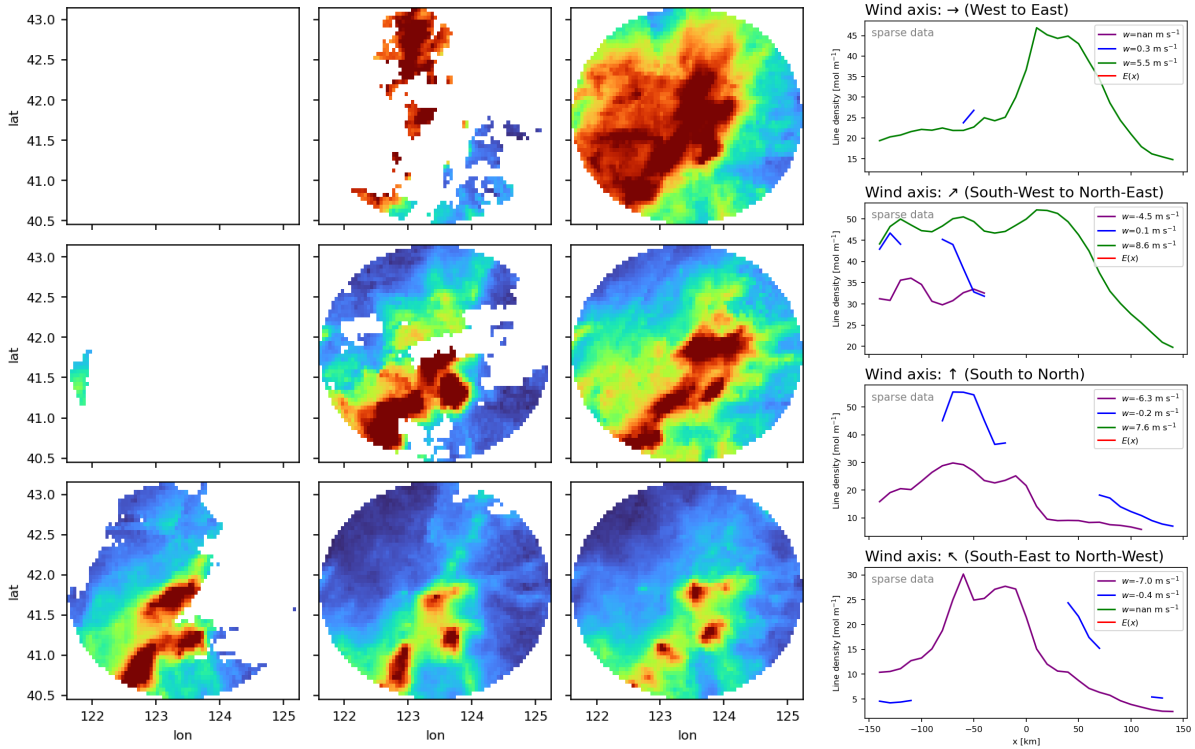 43.0
42.5
42.0
41.5
41.0
40.5
lat
43.0
42.5
42.0
41.5
41.0
40.5
lat
43.0
42.5
42.0
41.5
41.0
40.5
lat
122 123 124 125
lon
122 123 124 125
lon
122 123 124 125
lon
Wind axis: → (West to East)
sparse data
w=nan m s⁻¹
w=0.3 m s⁻¹
w=5.5 m s⁻¹
E(x)
Line density [mol m⁻¹]
45
40
35
30
25
20
15
Wind axis: ↗ (South-West to North-East)
sparse data
w=-4.5 m s⁻¹
w=0.1 m s⁻¹
w=8.6 m s⁻¹
E(x)
Line density [mol m⁻¹]
50
45
40
35
30
25
20
Wind axis: ↑ (South to North)
sparse data
w=-6.3 m s⁻¹
w=-0.2 m s⁻¹
w=7.6 m s⁻¹
E(x)
Line density [mol m⁻¹]
50
40
30
20
10
Wind axis: ↖ (South-East to North-West)
sparse data
w=-7.0 m s⁻¹
w=-0.4 m s⁻¹
w=nan m s⁻¹
E(x)
Line density [mol m⁻¹]
30
25
20
15
10
5
−150 −100 −50 0 50 100 150
x [km]